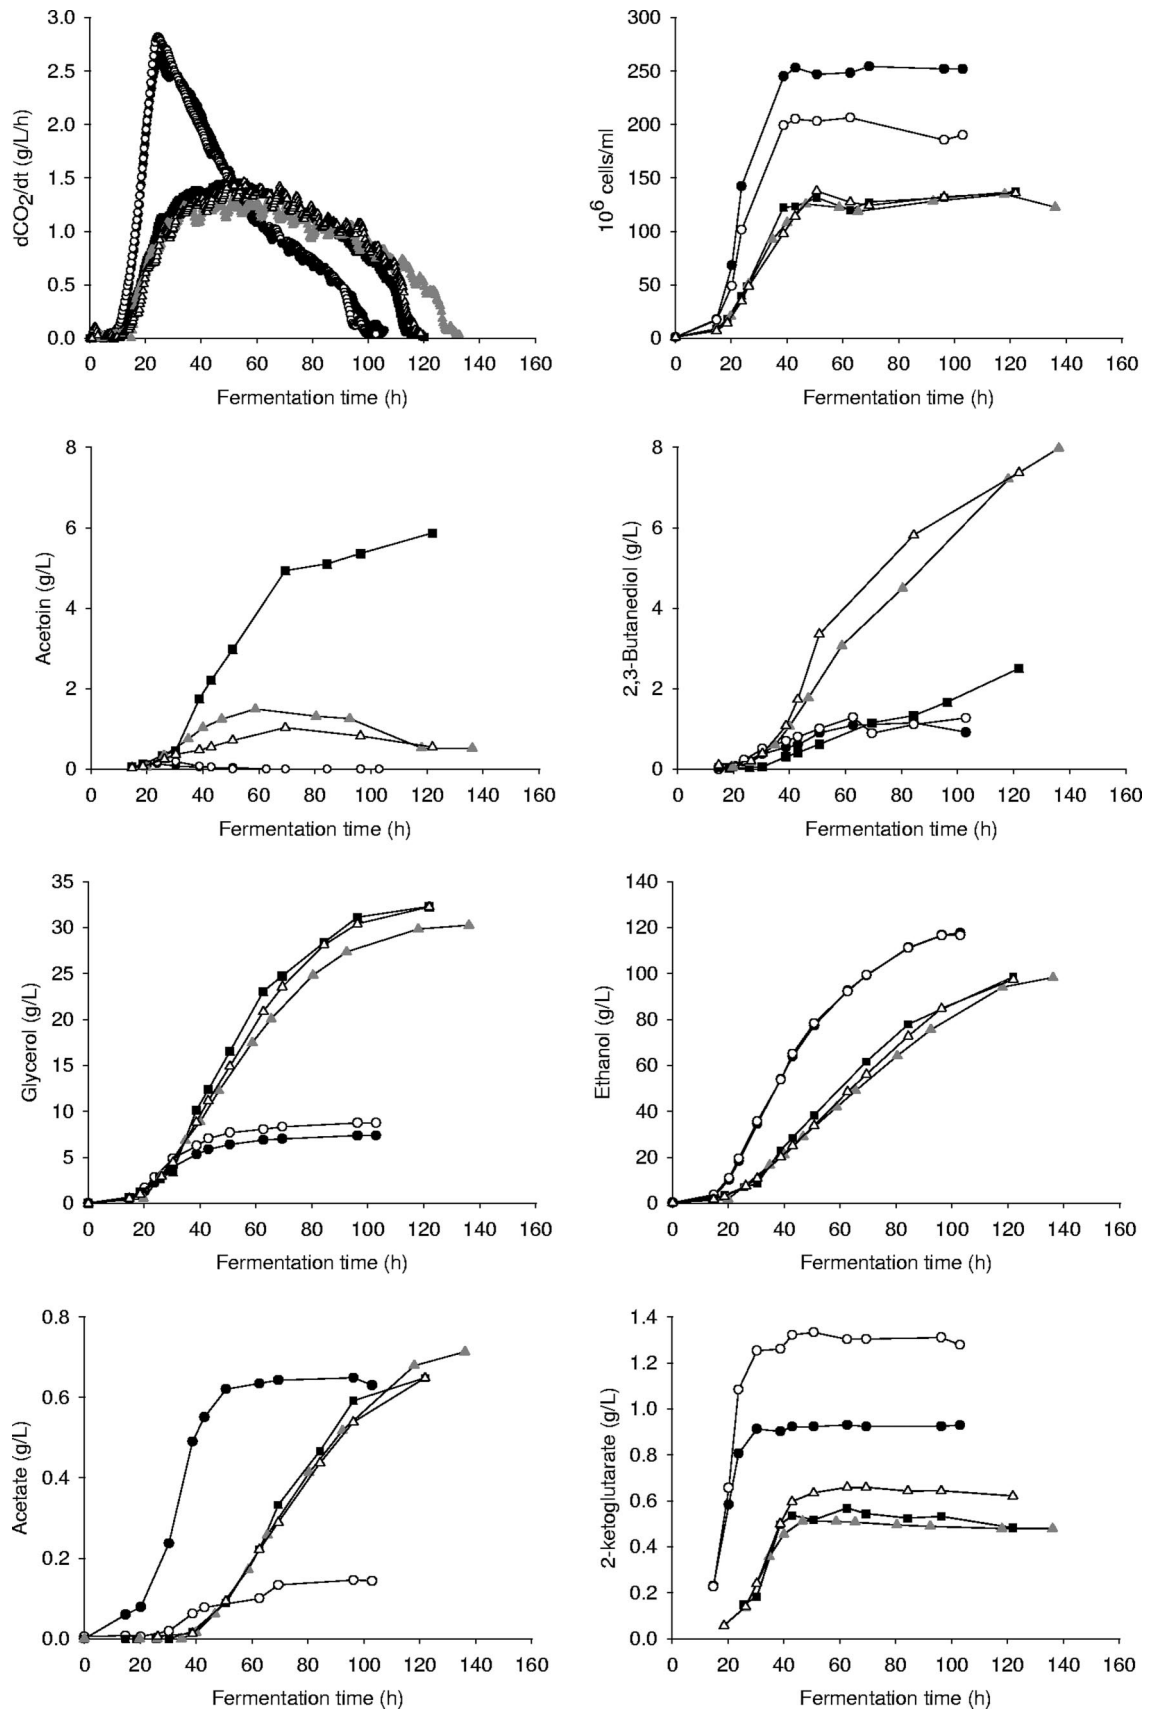 3.0
2.5
2.0
1.5
1.0
0.5
0.0
dCO2/dt (g/L/h)
0 20 40 60 80 100 120 140 160
Fermentation time (h)
300
250
200
150
100
50
0
10^6 cells/ml
0 20 40 60 80 100 120 140 160
Fermentation time (h)
8
6
4
2
0
Acetoin (g/L)
0 20 40 60 80 100 120 140 160
Fermentation time (h)
8
6
4
2
0
2,3-Butanediol (g/L)
0 20 40 60 80 100 120 140 160
Fermentation time (h)
35
30
25
20
15
10
5
0
Glycerol (g/L)
0 20 40 60 80 100 120 140 160
Fermentation time (h)
140
120
100
80
60
40
20
0
Ethanol (g/L)
0 20 40 60 80 100 120 140 160
Fermentation time (h)
0.8
0.6
0.4
0.2
0.0
Acetate (g/L)
0 20 40 60 80 100 120 140 160
Fermentation time (h)
1.4
1.2
1.0
0.8
0.6
0.4
0.2
0.0
2-ketoglutarate (g/L)
0 20 40 60 80 100 120 140 160
Fermentation time (h)